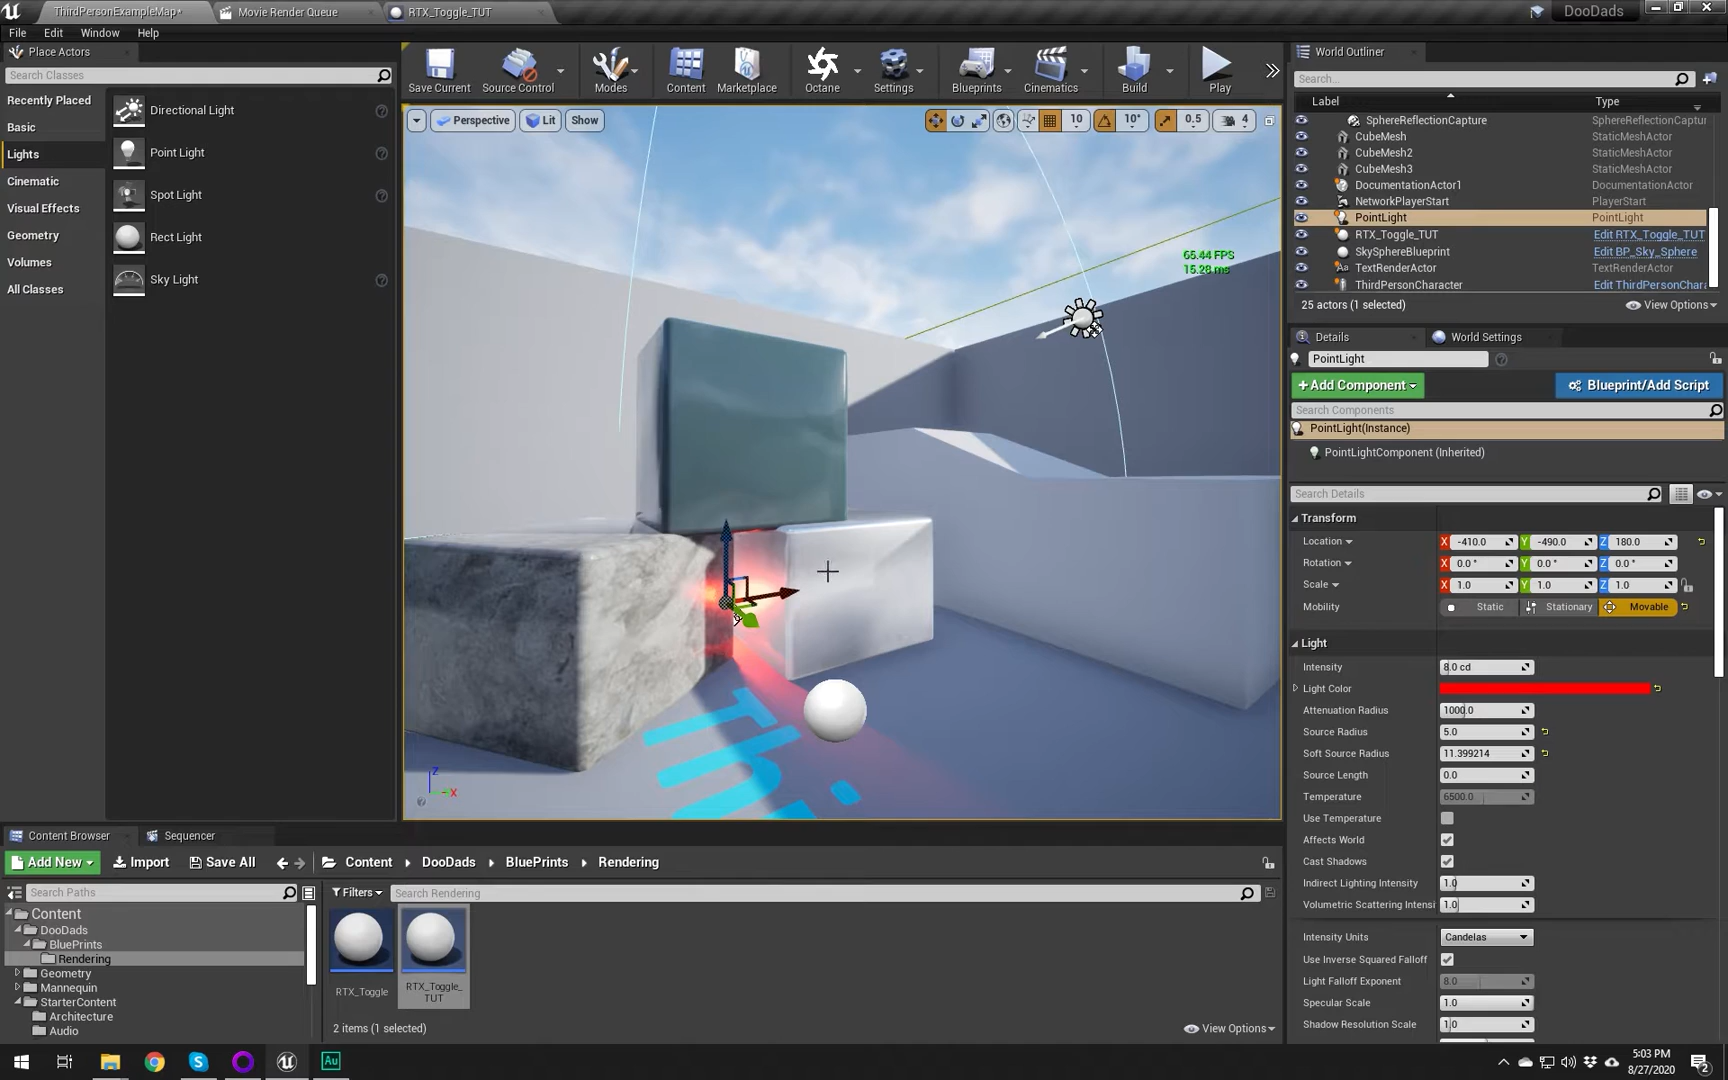 ThirdPersonExampleMap*
Movie Render Queue
RTX_Toggle_TUT
DooDads
File Edit Window Help
Place Actors
Search Classes
Recently Placed
Basic
Lights
Cinematic
Visual Effects
Geometry
Volumes
All Classes
Directional Light
Point Light
Spot Light
Rect Light
Sky Light
Save Current
Source Control
Modes
Content
Marketplace
Octane
Settings
Blueprints
Cinematics
Build
Play
Perspective
Lit
Show
10
10°
0.5
4
65.44 FPS
15.28 ms
Thi
Z
X
World Outliner
Search...
Label Type
SphereReflectionCapture SphereReflectionCaptur
CubeMesh StaticMeshActor
CubeMesh2 StaticMeshActor
CubeMesh3 StaticMeshActor
DocumentationActor1 DocumentationActor
NetworkPlayerStart PlayerStart
PointLight PointLight
RTX_Toggle_TUT Edit RTX_Toggle_TUT
SkySphereBlueprint Edit BP_Sky_Sphere
TextRenderActor TextRenderActor
ThirdPersonCharacter Edit ThirdPersonChara
25 actors (1 selected)
View Options
Details
World Settings
PointLight
+Add Component
Blueprint/Add Script
Search Components
PointLight(Instance)
PointLightComponent (Inherited)
Search Details
Transform
Location X -410.0 Y -490.0 Z 180.0
Rotation X 0.0° Y 0.0° Z 0.0°
Scale X 1.0 Y 1.0 Z 1.0
Mobility Static Stationary Movable
Light
Intensity 8.0 cd
Light Color
Attenuation Radius 1000.0
Source Radius 5.0
Soft Source Radius 11.399214
Source Length 0.0
Temperature 6500.0
Use Temperature
Affects World
Cast Shadows
Indirect Lighting Intensity 1.0
Volumetric Scattering Intensi 1.0
Intensity Units Candelas
Use Inverse Squared Falloff
Light Falloff Exponent 8.0
Specular Scale 1.0
Shadow Resolution Scale 1.0
Content Browser
Sequencer
Add New
Import
Save All
Content
DooDads
BluePrints
Rendering
Search Paths
Filters
Search Rendering
Content
DooDads
BluePrints
Rendering
Geometry
Mannequin
StarterContent
Architecture
Audio
RTX_Toggle
RTX_Toggle_
TUT
2 items (1 selected)
View Options
Au
5:03 PM
8/27/2020
2